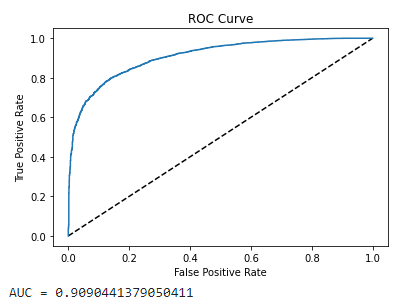 ROC Curve
1.0
0.8
0.6
0.4
0.2
0.0
True Positive Rate
0.0 0.2 0.4 0.6 0.8 1.0
False Positive Rate
AUC = 0.9090441379050411